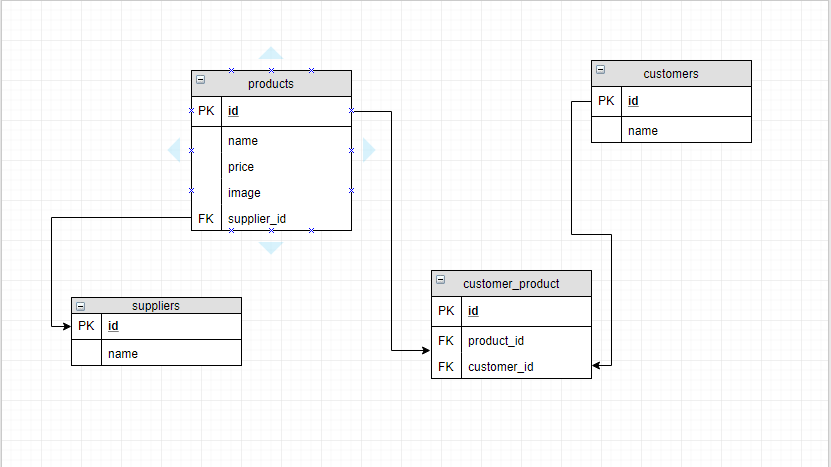 products
PK id
name
price
image
FK supplier_id
customers
PK id
name
suppliers
PK id
name
customer_product
PK id
FK product_id
FK customer_id